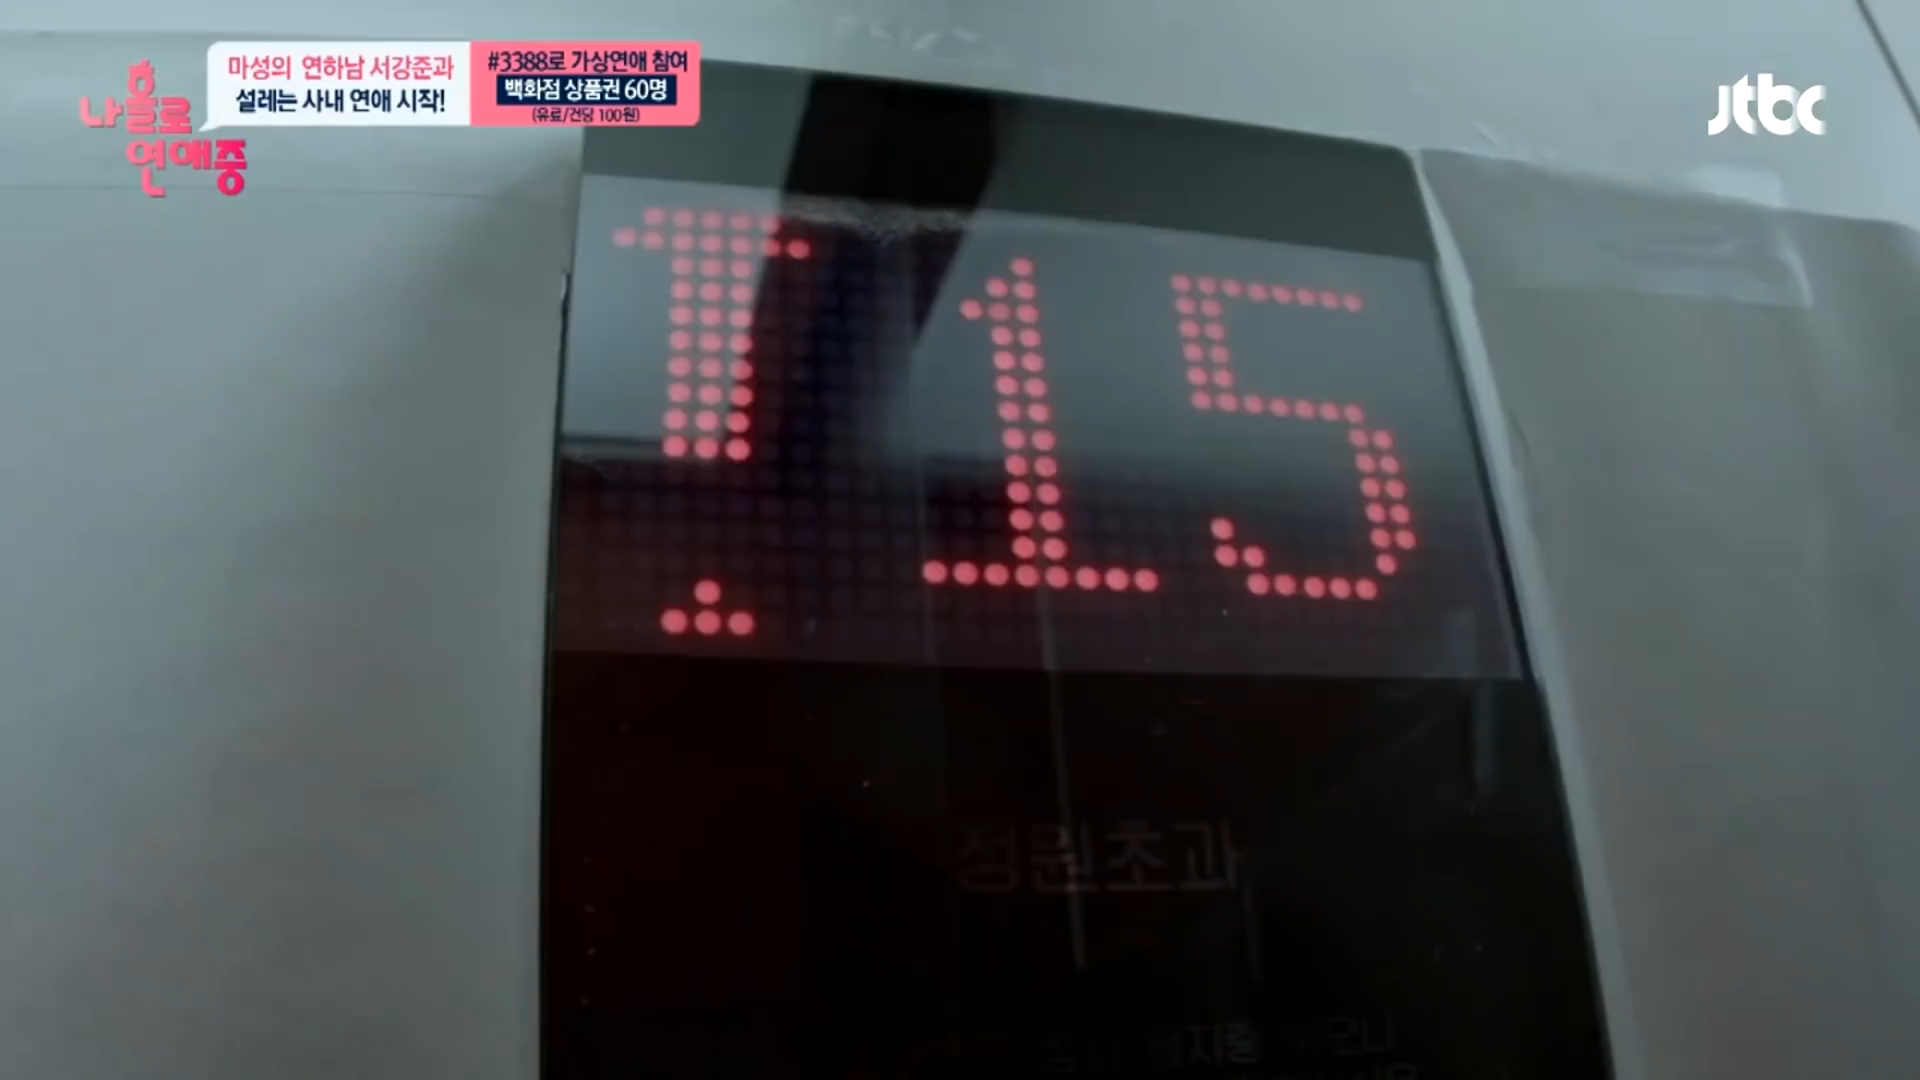 나 홀로
연애중
마성의 연하남 서강준과
설레는 사내 연애 시작!
#3388로 가상연애 참여
백화점 상품권 60명
(유료/건당 100원)
jtbc
15
정원초과